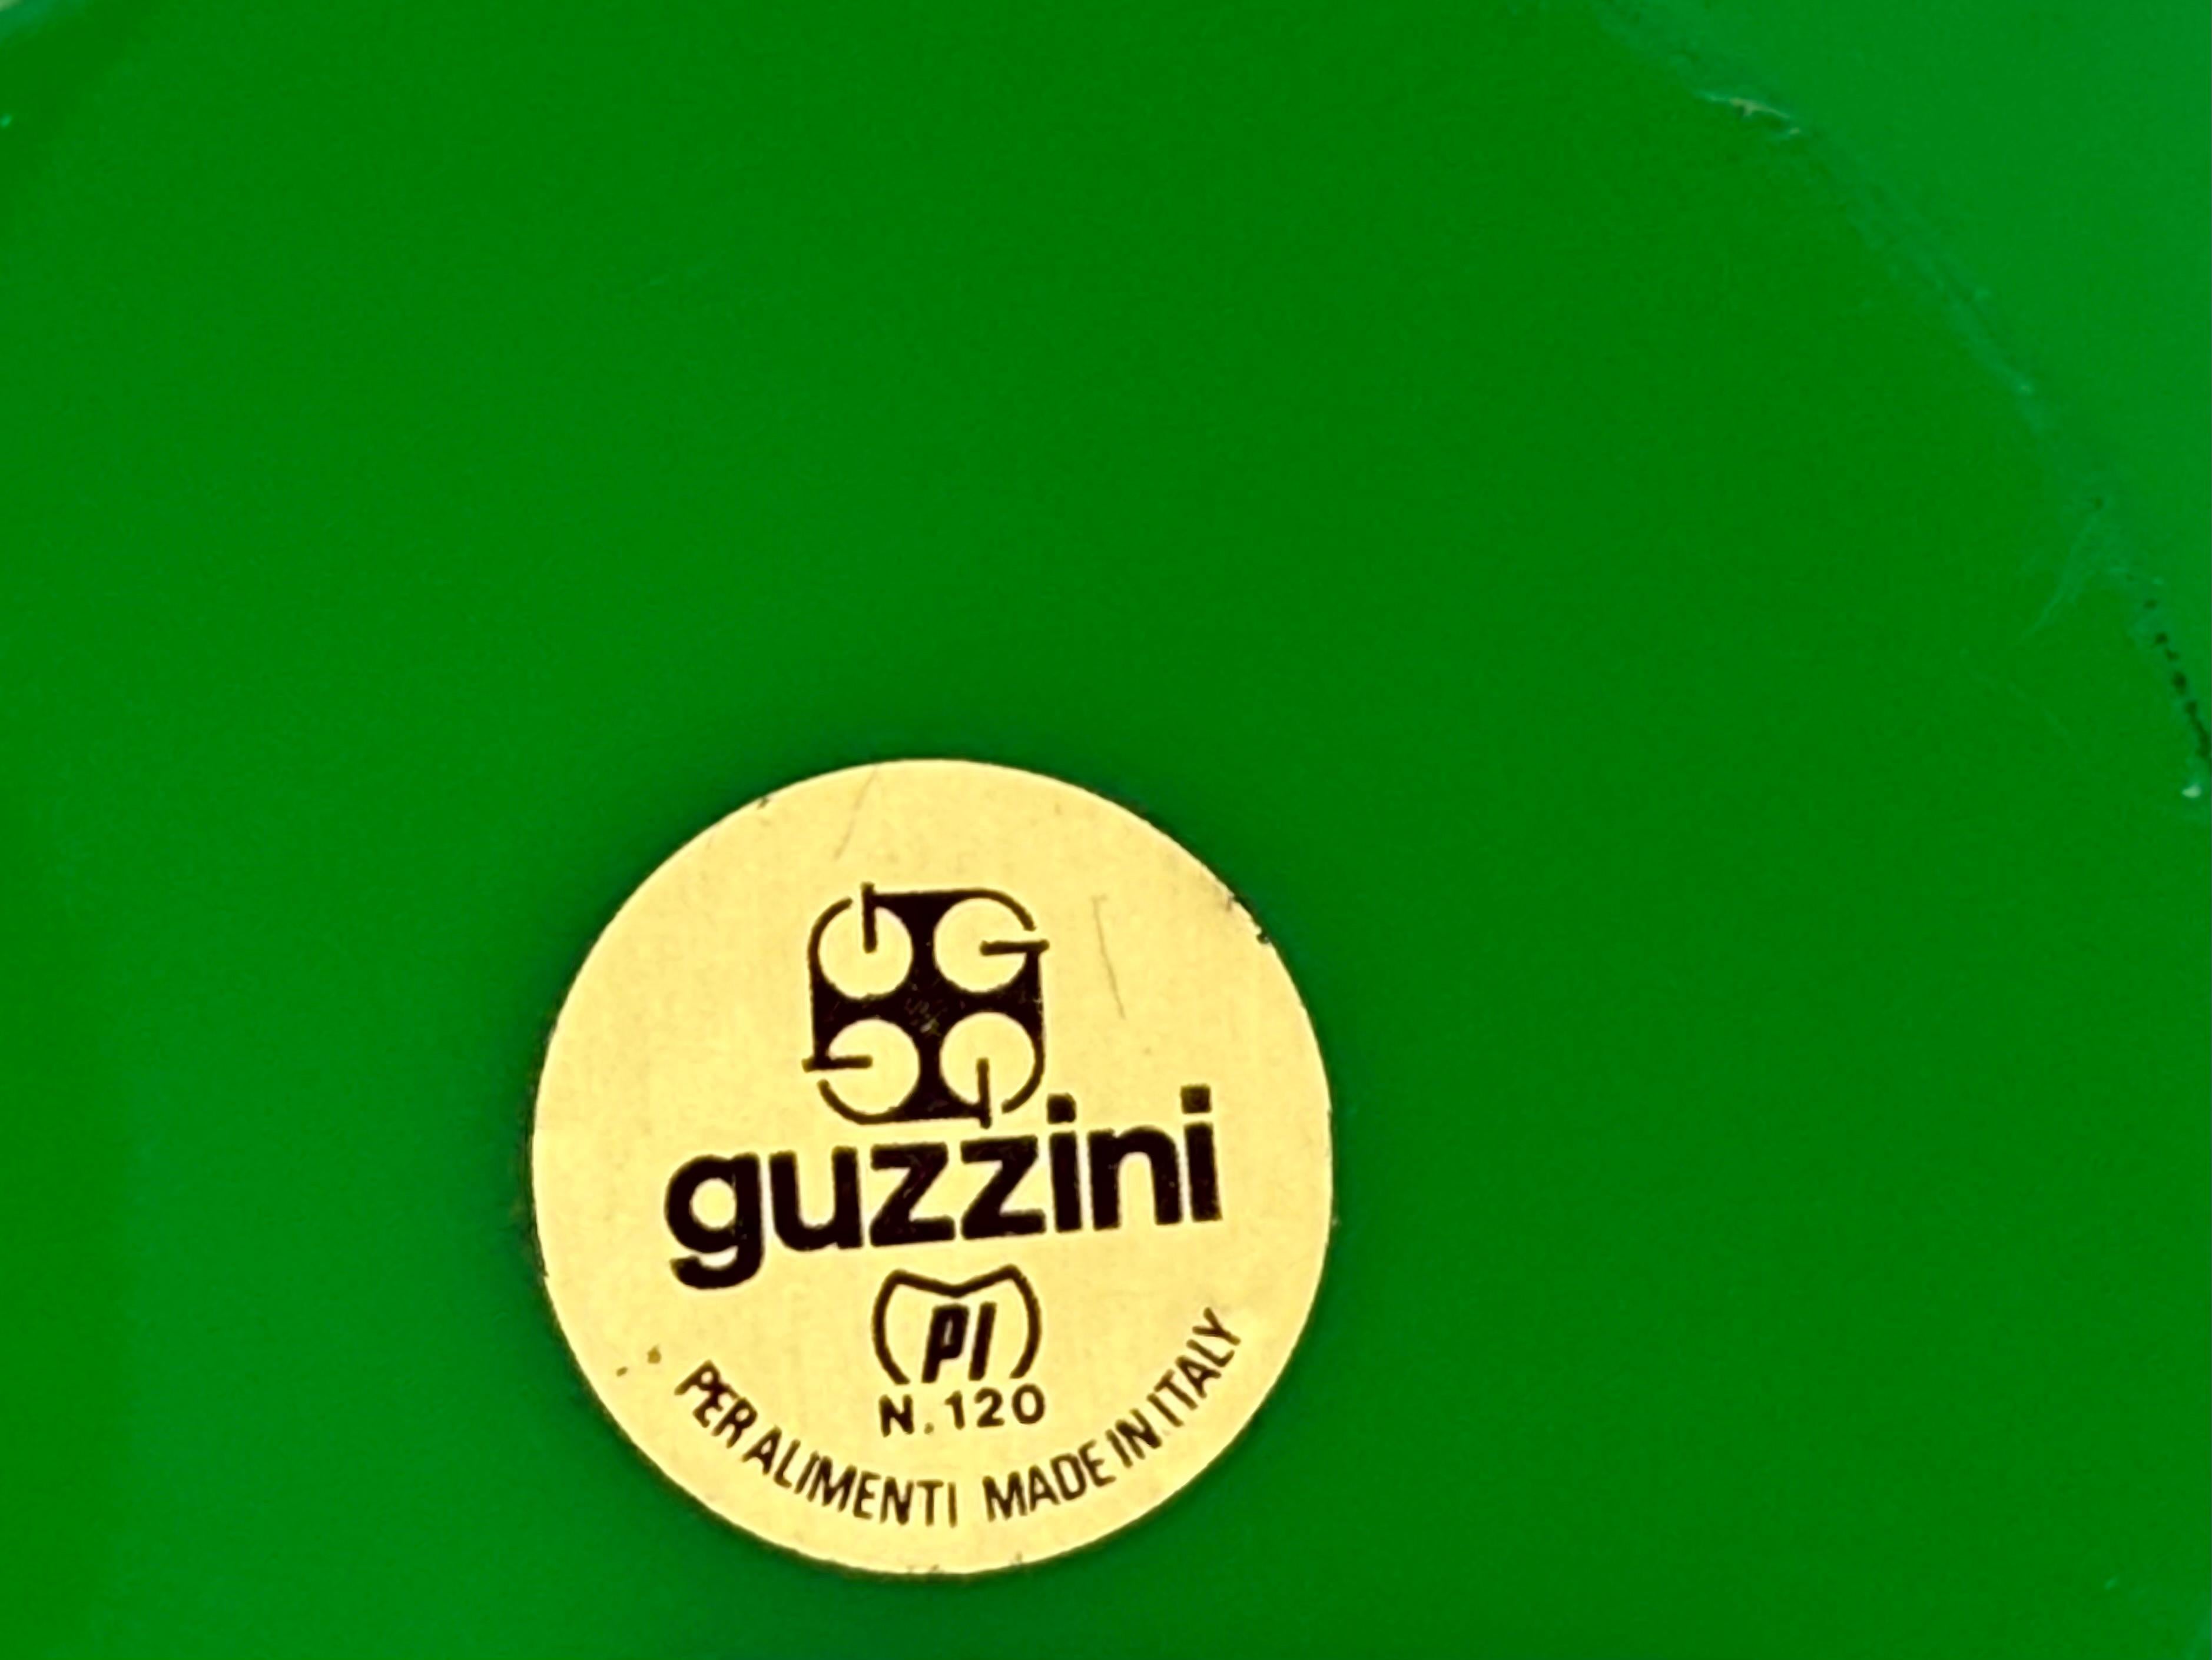 guzzini
PI
N.120
PER ALIMENTI MADE IN ITALY